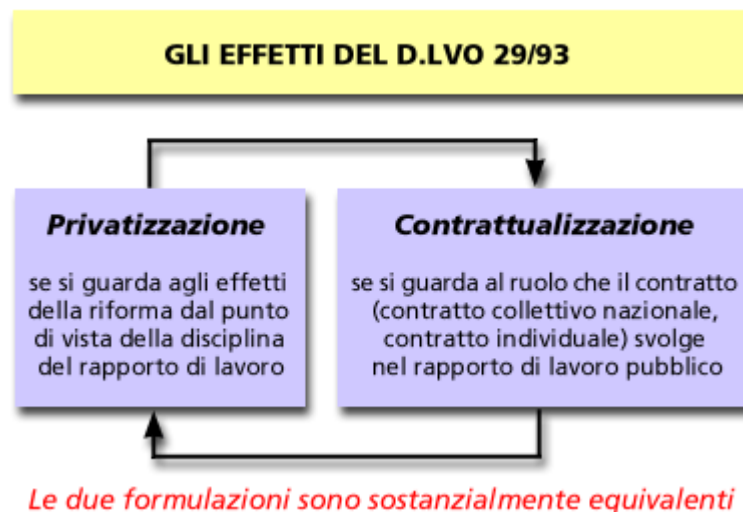 GLI EFFETTI DEL D.LVO 29/93
Privatizzazione
se si guarda agli effetti
della riforma dal punto
di vista della disciplina
del rapporto di lavoro
Contrattualizzazione
se si guarda al ruolo che il contratto
(contratto collettivo nazionale,
contratto individuale) svolge
nel rapporto di lavoro pubblico
Le due formulazioni sono sostanzialmente equivalenti